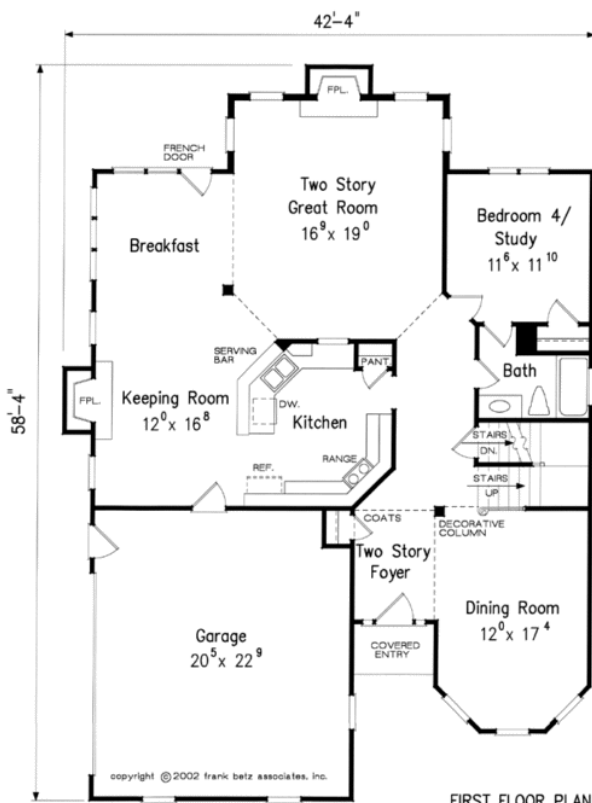 42'-4"
FPL.
FRENCH
DOOR
Two Story
Great Room
16⁹ x 19⁰
Bedroom 4/
Study
11⁶ x 11¹⁰
Breakfast
58'-4"
SERVING
BAR
PANT.
Bath
FPL.
Keeping Room
12⁰ x 16⁸
DW.
Kitchen
STAIRS
DN.
REF.
RANGE
STAIRS
UP
COATS
DECORATIVE
COLUMN
Two Story
Foyer
Dining Room
12⁰ x 17⁴
Garage
20⁵ x 22⁹
COVERED
ENTRY
copyright ©2002 frank betz associates, inc.
FIRST FLOOR PLAN